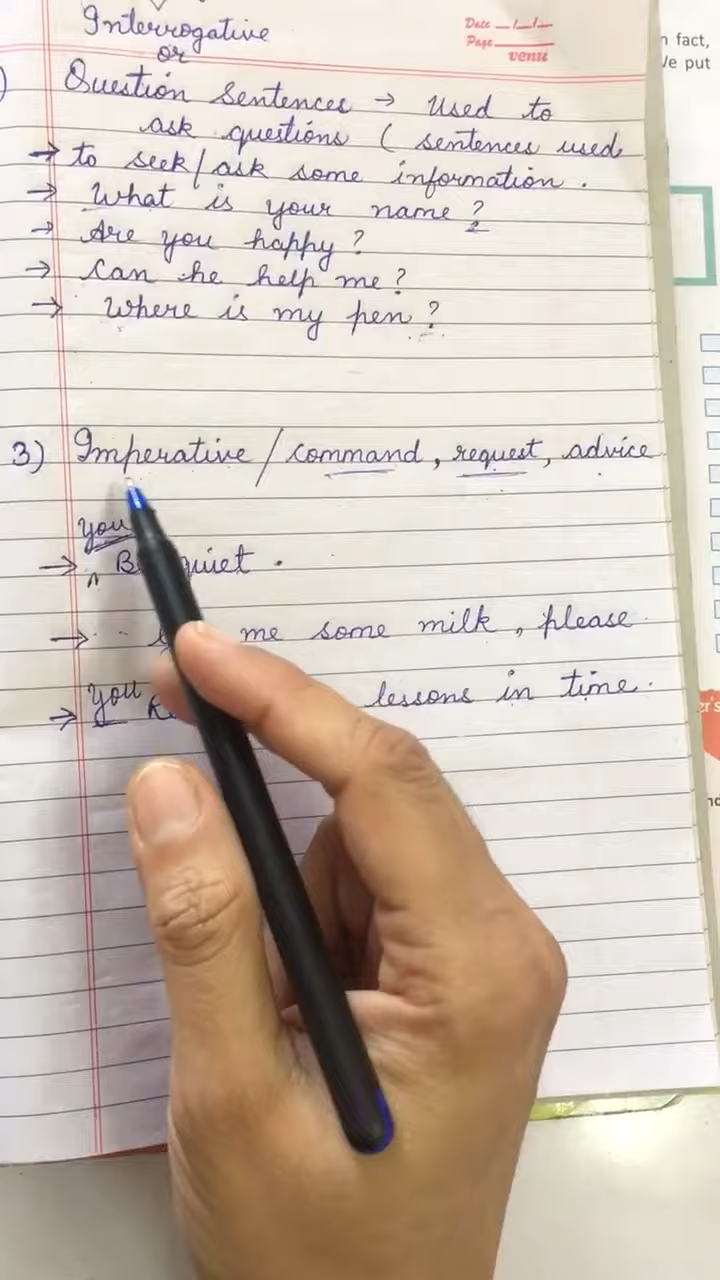 Interrogative
or
Date
Page
venus
) Question Sentences → Used to
ask questions ( sentences used
→ to seek/ask some information .
→ What is your name ?
→ Are you happy ?
→ Can he help me ?
→ Where is my pen ?
3) Imperative / command , request , advice
you
→ ^ Be quiet .
→ me some milk , please .
you
→ lessons in time .
n fact,
/e put
er's